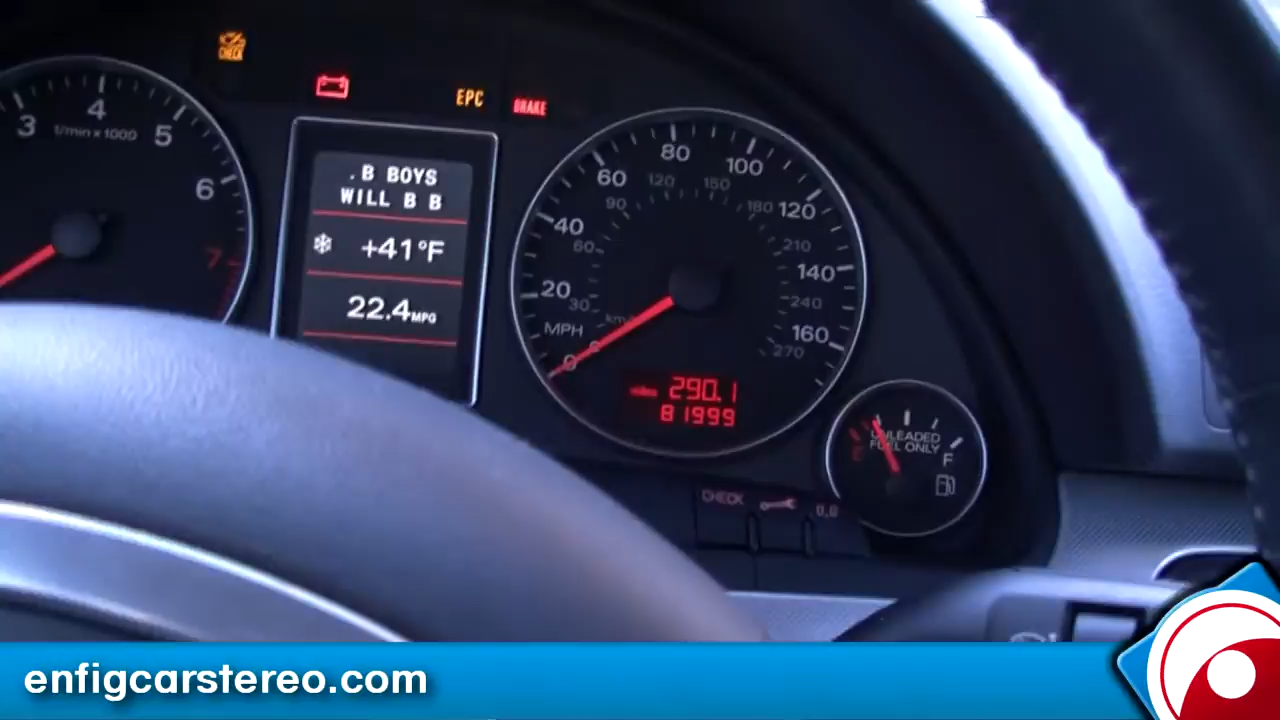 CHECK
EPC
BRAKE
3 4 5 6 7
1/min x 1000
.B BOYS
WILL B B
+41°F
22.4MPG
0 20 40 60 80 100 120 140 160
30 60 90 120 150 180 210 240 270
MPH
km/h
miles 290.1
81999
UNLEADED
FUEL ONLY
E F
CHECK 0.0
enfigcarstereo.com